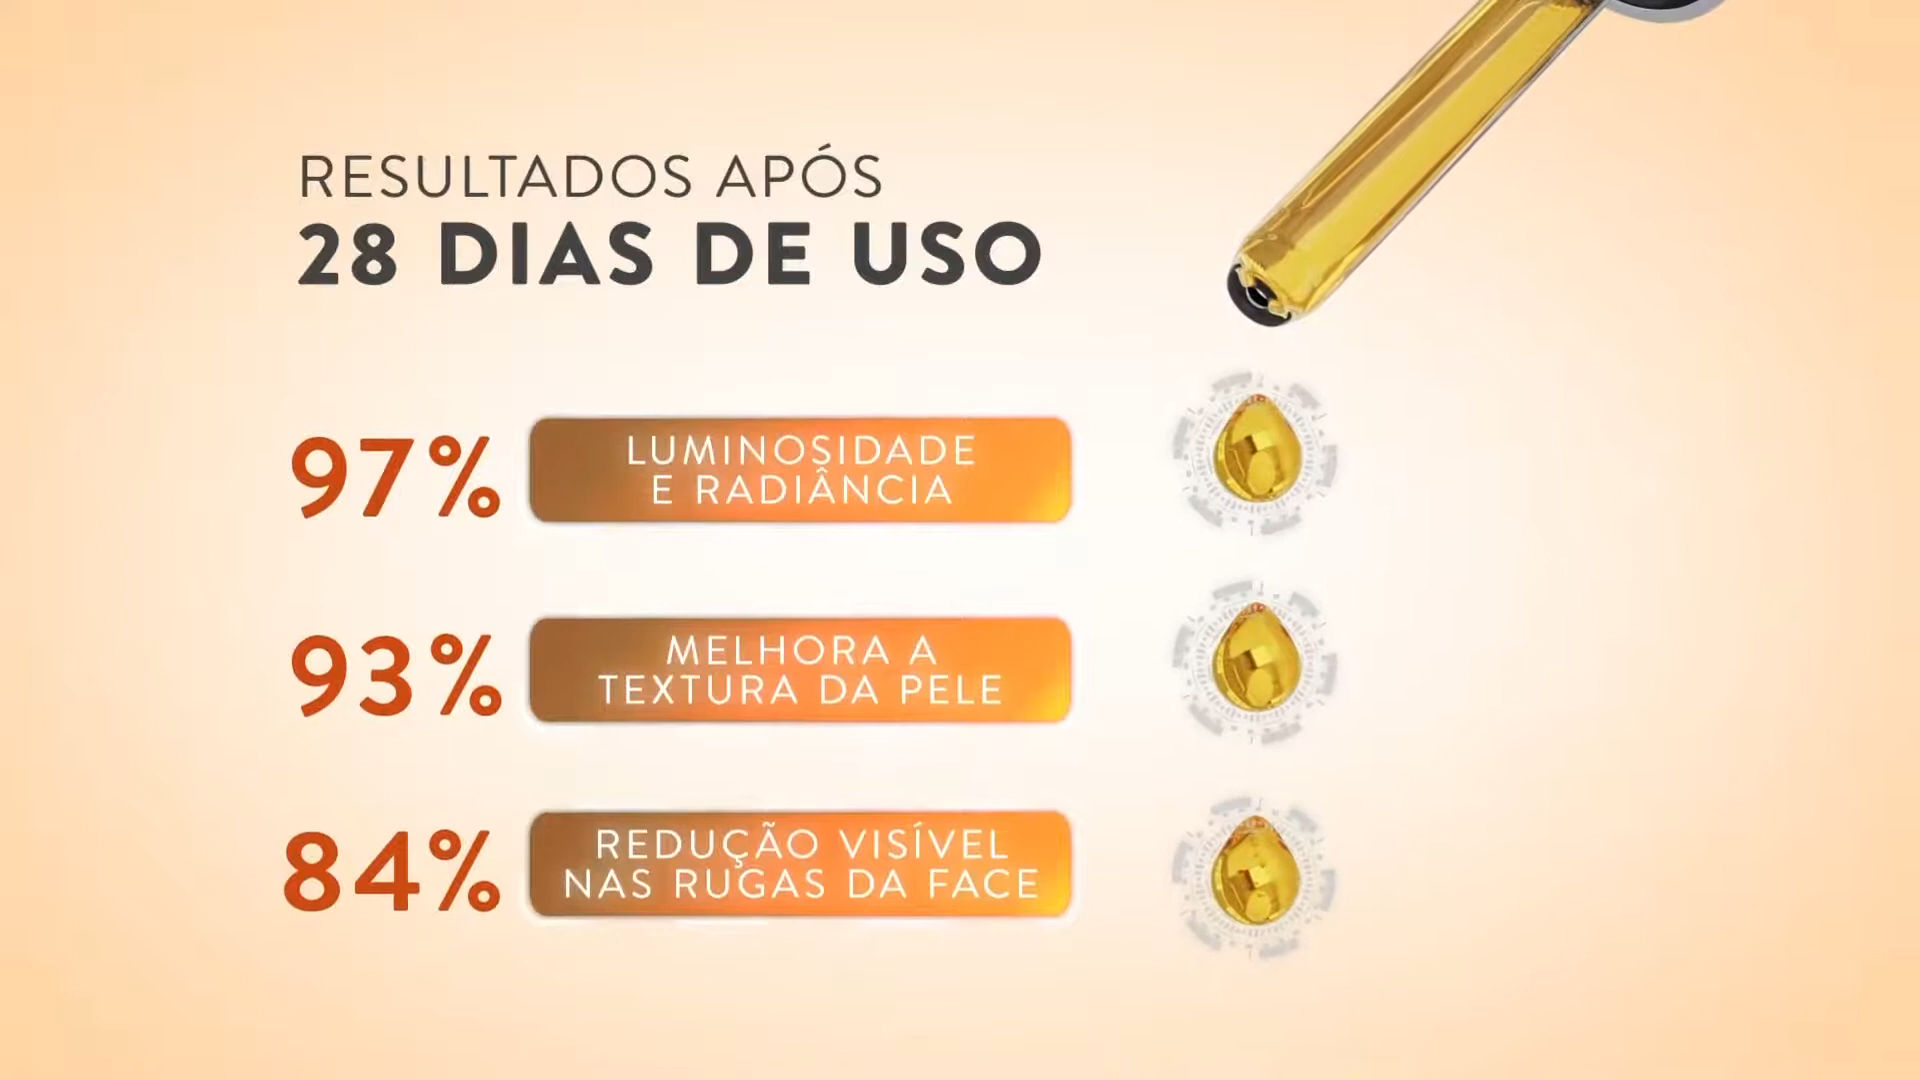 RESULTADOS APÓS
28 DIAS DE USO
97%
LUMINOSIDADE
E RADIÂNCIA
93%
MELHORA A
TEXTURA DA PELE
84%
REDUÇÃO VISÍVEL
NAS RUGAS DA FACE